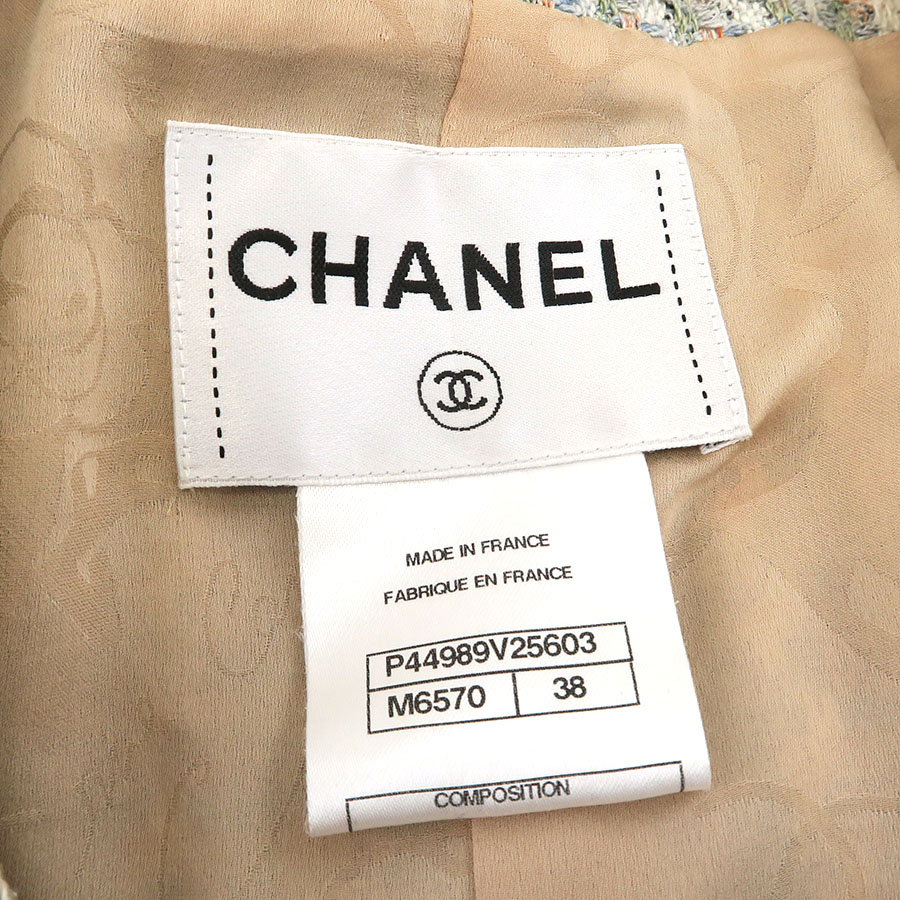 CHANEL
MADE IN FRANCE
FABRIQUE EN FRANCE
P44989V25603
M6570 38
COMPOSITION